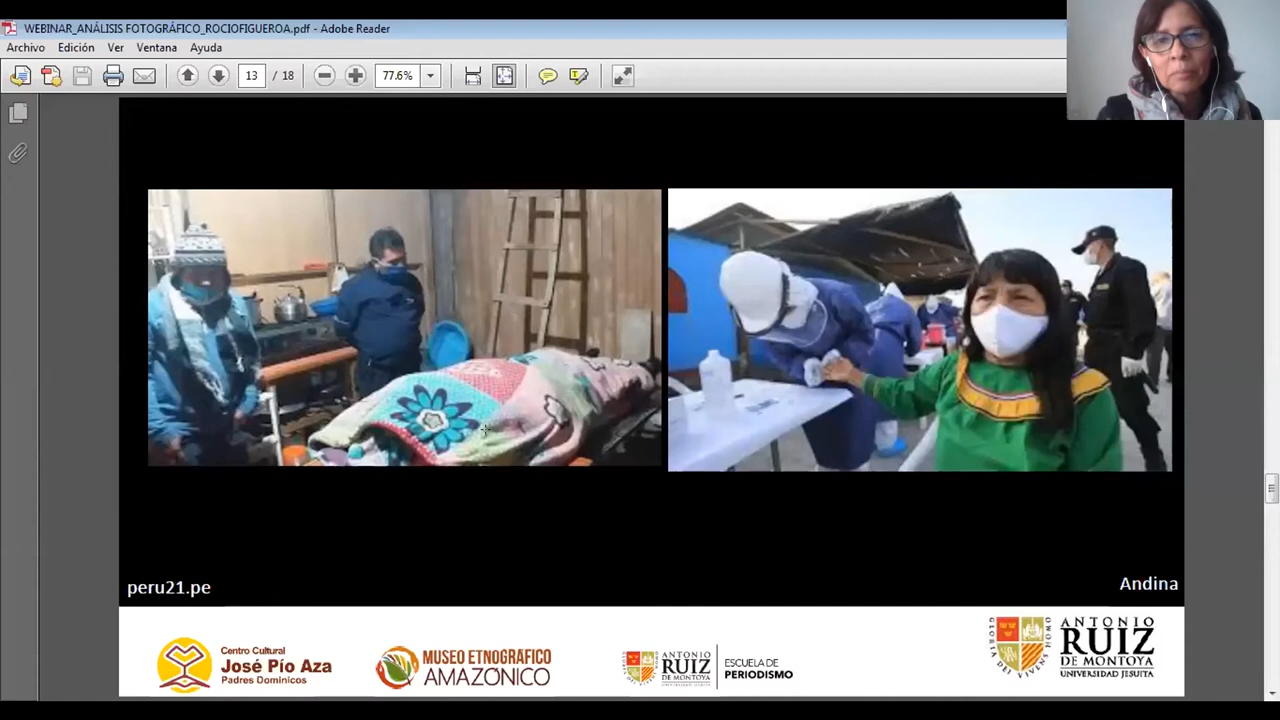 WEBINAR_ANÁLISIS FOTOGRÁFICO_ROCIOFIGUEROA.pdf - Adobe Reader
Archivo Edición Ver Ventana Ayuda
13 / 18 77.6%
peru21.pe
Andina
Centro Cultural
José Pío Aza
Padres Dominicos
MUSEO ETNOGRÁFICO
AMAZÓNICO
ANTONIO
RUIZ
DE MONTOYA
UNIVERSIDAD JESUITA
ESCUELA DE
PERIODISMO
ANTONIO
RUIZ
DE MONTOYA
UNIVERSIDAD JESUITA